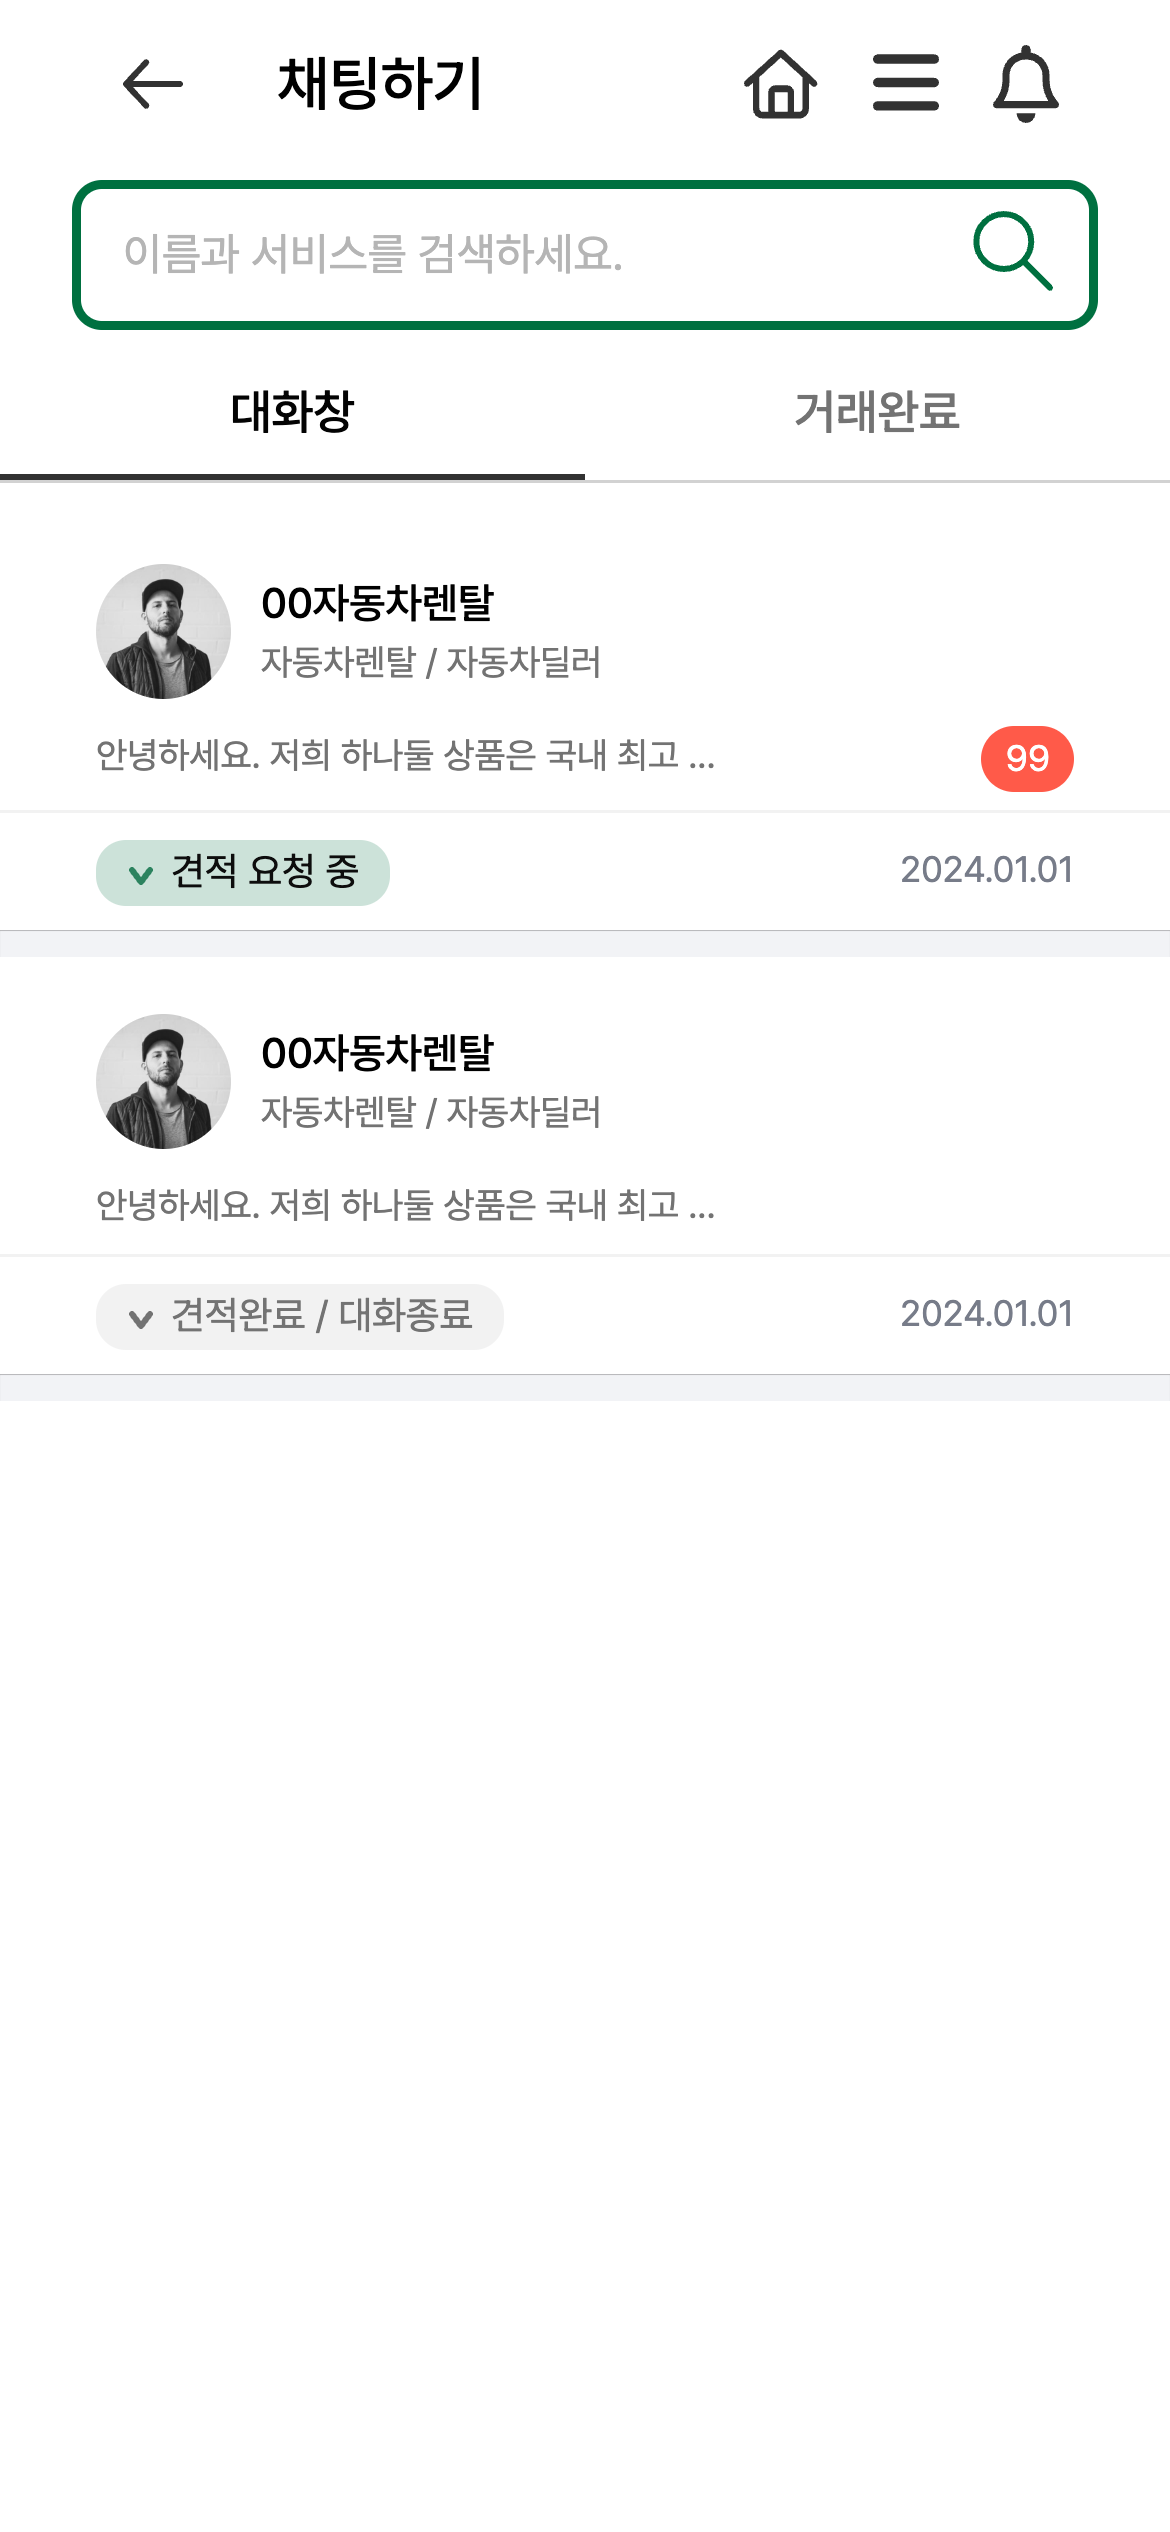 채팅하기
이름과 서비스를 검색하세요.
대화창
거래완료
00자동차렌탈
자동차렌탈 / 자동차딜러
안녕하세요. 저희 하나둘 상품은 국내 최고 ...
99
견적 요청 중
2024.01.01
00자동차렌탈
자동차렌탈 / 자동차딜러
안녕하세요. 저희 하나둘 상품은 국내 최고 ...
견적완료 / 대화종료
2024.01.01